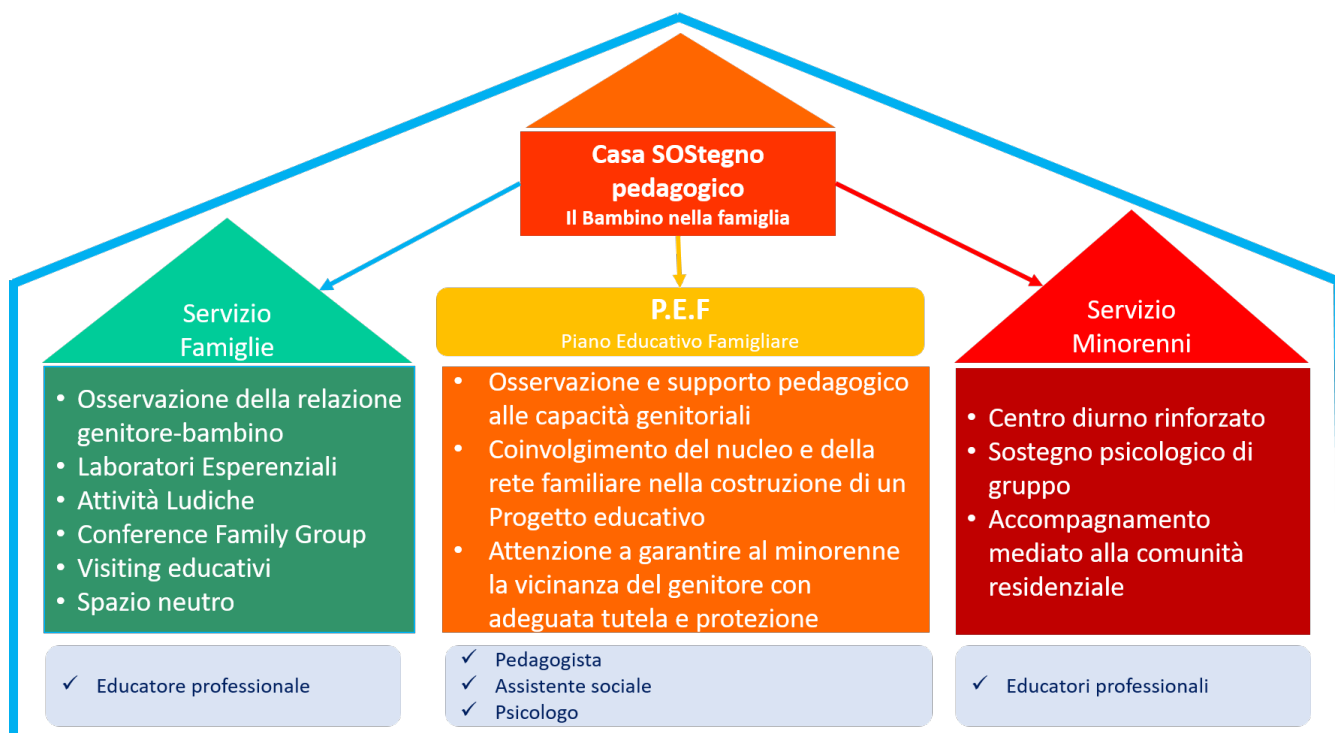 Casa SOStegno
pedagogico
Il Bambino nella famiglia
Servizio
Famiglie
• Osservazione della relazione
genitore-bambino
• Laboratori Esperenziali
• Attività Ludiche
• Conference Family Group
• Visiting educativi
• Spazio neutro
✓ Educatore professionale
P.E.F
Piano Educativo Famigliare
• Osservazione e supporto pedagogico
alle capacità genitoriali
• Coinvolgimento del nucleo e della
rete familiare nella costruzione di un
Progetto educativo
• Attenzione a garantire al minorenne
la vicinanza del genitore con
adeguata tutela e protezione
✓ Pedagogista
✓ Assistente sociale
✓ Psicologo
Servizio
Minorenni
• Centro diurno rinforzato
• Sostegno psicologico di
gruppo
• Accompagnamento
mediato alla comunità
residenziale
✓ Educatori professionali